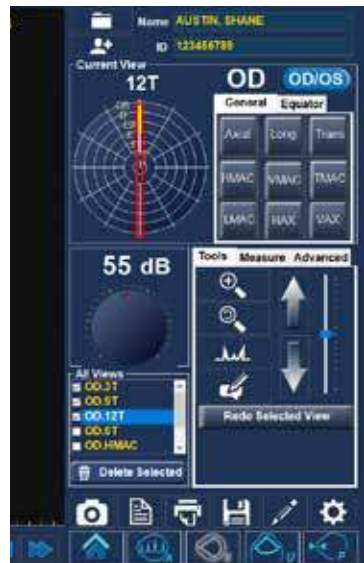 Name AUSTIN, SHANE
ID 123456789
Current View
12T
OD OD/OS
General Equator
Axial Long Trans
HMAC VMAC TMAC
LMAC HAX VAX
55 dB
Tools Measure Advanced
All Views
OD.3T
OD.9T
OD.12T
OD.6T
OD.HMAC
Redo Selected View
Delete Selected